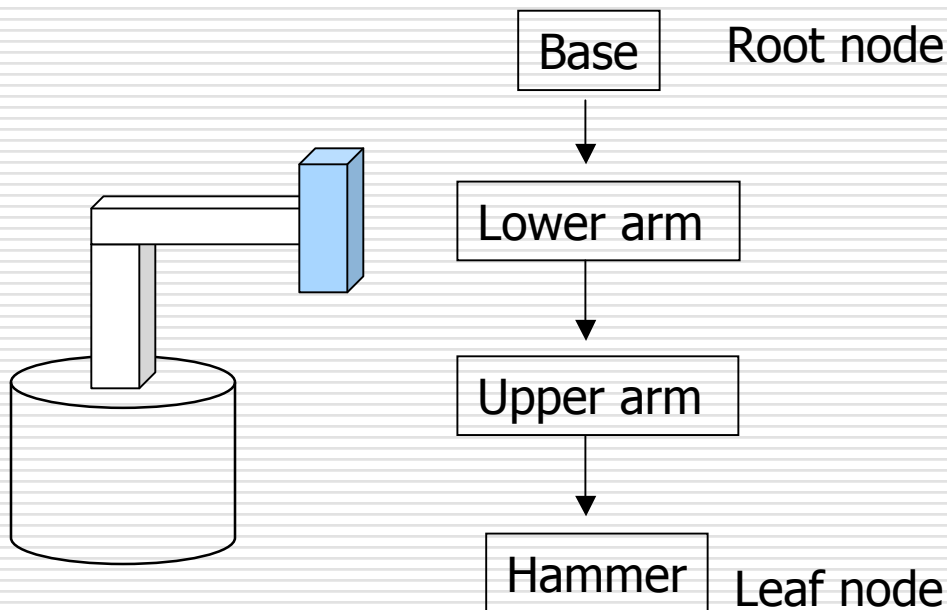 Base
Root node
Lower arm
Upper arm
Hammer
Leaf node